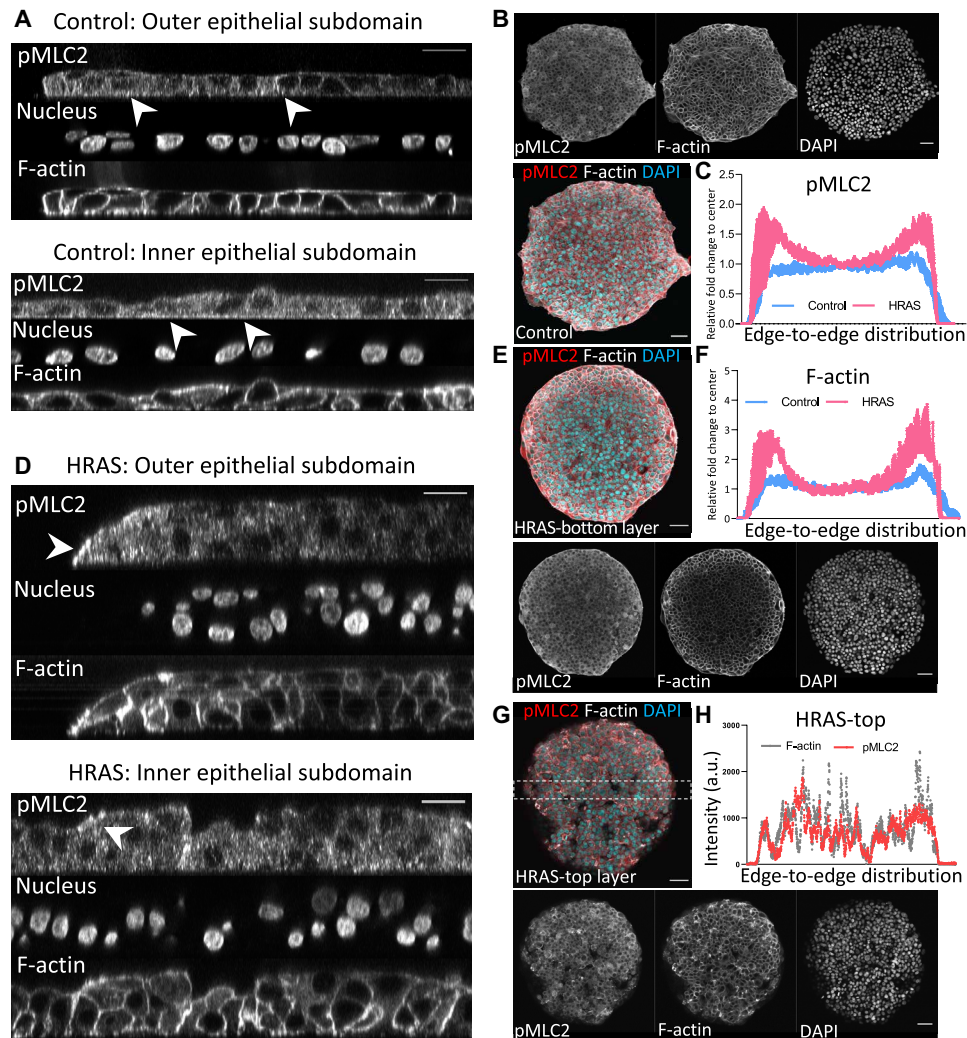 A
Control: Outer epithelial subdomain
pMLC2
Nucleus
F-actin
Control: Inner epithelial subdomain
pMLC2
Nucleus
F-actin
B
pMLC2
F-actin
DAPI
pMLC2 F-actin DAPI
Control
C
pMLC2
Relative fold change to center
2.5
2.0
1.5
1.0
0.5
0.0
Control
HRAS
Edge-to-edge distribution
D
HRAS: Outer epithelial subdomain
pMLC2
Nucleus
F-actin
HRAS: Inner epithelial subdomain
pMLC2
Nucleus
F-actin
E
pMLC2 F-actin DAPI
HRAS-bottom layer
F
F-actin
Relative fold change to center
5
4
3
2
1
0
Control
HRAS
Edge-to-edge distribution
pMLC2
F-actin
DAPI
G
pMLC2 F-actin DAPI
HRAS-top layer
H
HRAS-top
F-actin
pMLC2
Intensity (a.u.)
3000
2000
1000
0
Edge-to-edge distribution
pMLC2
F-actin
DAPI